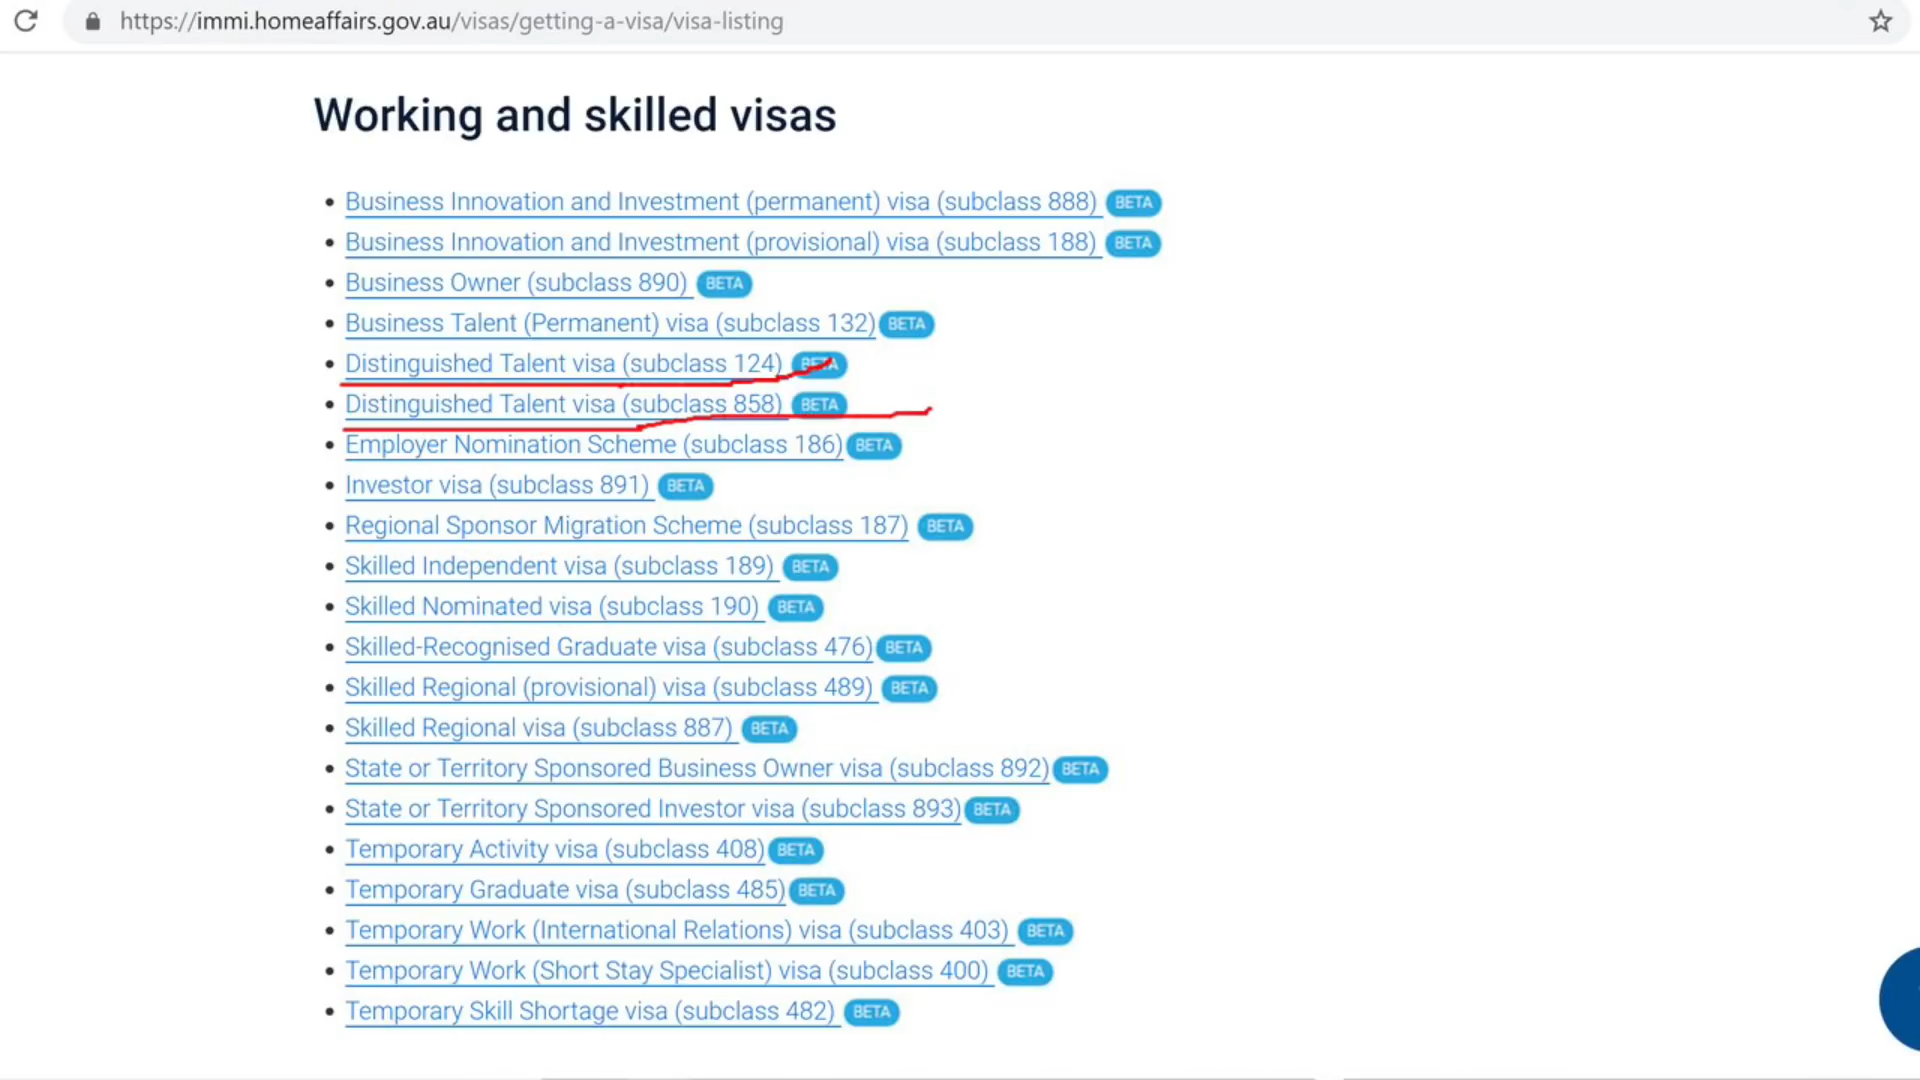 https://immi.homeaffairs.gov.au/visas/getting-a-visa/visa-listing
Working and skilled visas
Business Innovation and Investment (permanent) visa (subclass 888) BETA
Business Innovation and Investment (provisional) visa (subclass 188) BETA
Business Owner (subclass 890) BETA
Business Talent (Permanent) visa (subclass 132) BETA
Distinguished Talent visa (subclass 124) BETA
Distinguished Talent visa (subclass 858) BETA
Employer Nomination Scheme (subclass 186) BETA
Investor visa (subclass 891) BETA
Regional Sponsor Migration Scheme (subclass 187) BETA
Skilled Independent visa (subclass 189) BETA
Skilled Nominated visa (subclass 190) BETA
Skilled-Recognised Graduate visa (subclass 476) BETA
Skilled Regional (provisional) visa (subclass 489) BETA
Skilled Regional visa (subclass 887) BETA
State or Territory Sponsored Business Owner visa (subclass 892) BETA
State or Territory Sponsored Investor visa (subclass 893) BETA
Temporary Activity visa (subclass 408) BETA
Temporary Graduate visa (subclass 485) BETA
Temporary Work (International Relations) visa (subclass 403) BETA
Temporary Work (Short Stay Specialist) visa (subclass 400) BETA
Temporary Skill Shortage visa (subclass 482) BETA